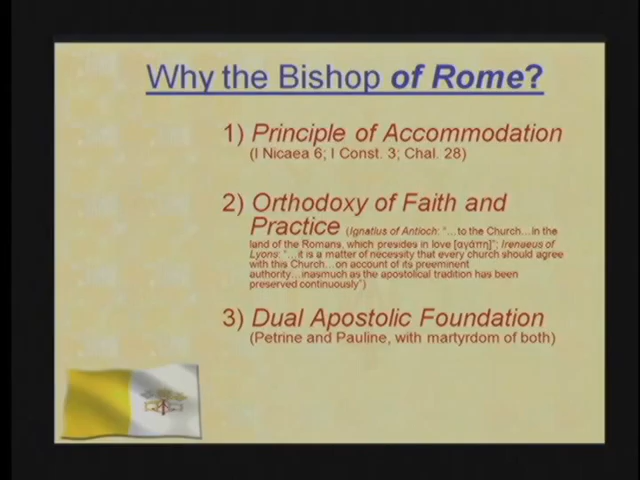 Why the Bishop of Rome?
1) Principle of Accommodation
(I Nicaea 6; I Const. 3; Chal. 28)
2) Orthodoxy of Faith and
Practice (Ignatius of Antioch: “…to the Church…in the
land of the Romans, which presides in love [αγάπη]”; Irenaeus of
Lyons: “…it is a matter of necessity that every church should agree
with this Church…on account of its preeminent
authority…inasmuch as the apostolical tradition has been
preserved continuously”)
3) Dual Apostolic Foundation
(Petrine and Pauline, with martyrdom of both)